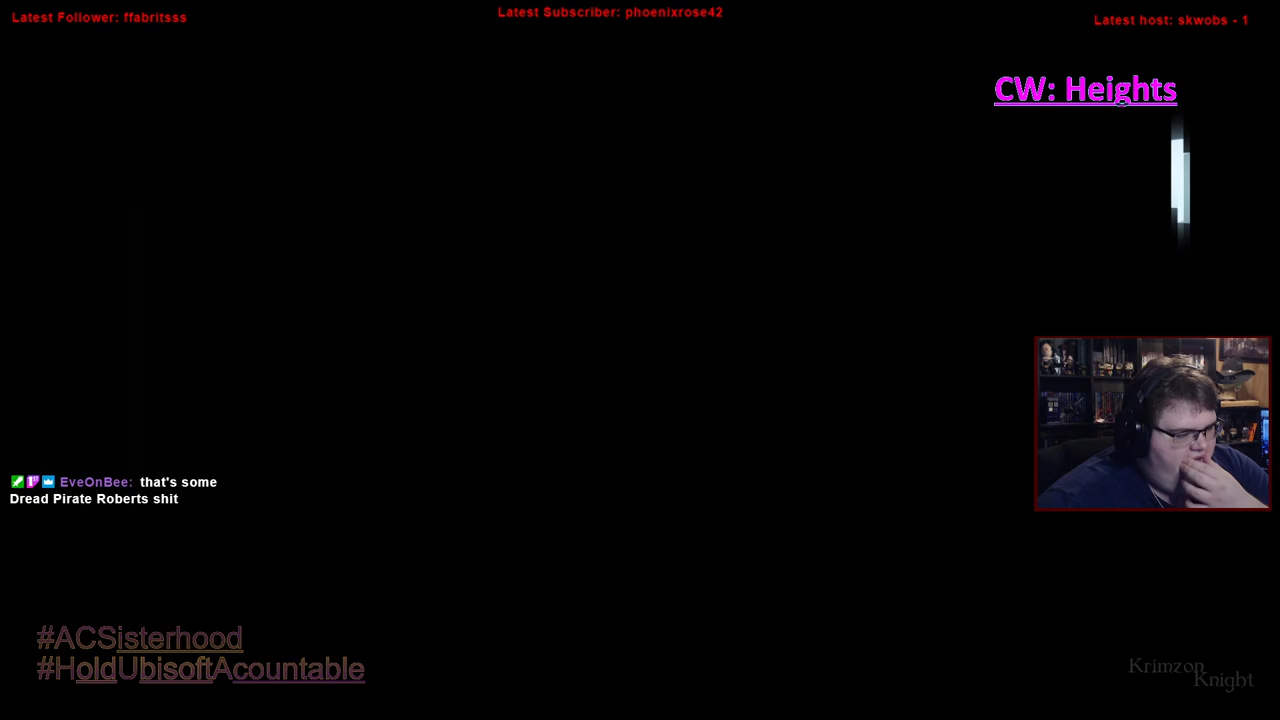 Latest Follower: ffabritsss
Latest Subscriber: phoenixrose42
Latest host: skwobs - 1
CW: Heights
EveOnBee: that's some
Dread Pirate Roberts shit
#ACSisterhood
#HoldUbisoftAcountable
Krimzon
Knight